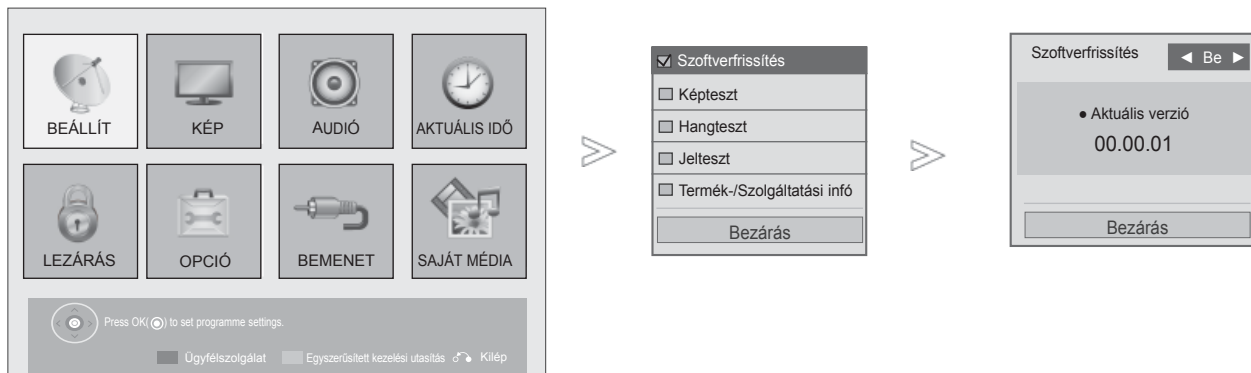 BEÁLLÍT
KÉP
AUDIÓ
AKTUÁLIS IDŐ
LEZÁRÁS
OPCIÓ
BEMENET
SAJÁT MÉDIA
Press OK(◉) to set programme settings.
Ügyfélszolgálat
Egyszerűsített kezelési utasítás
Kilép
Szoftverfrissítés
Képteszt
Hangteszt
Jelteszt
Termék-/Szolgáltatási infó
Bezárás
Szoftverfrissítés ◄ Be ►
● Aktuális verzió
00.00.01
Bezárás